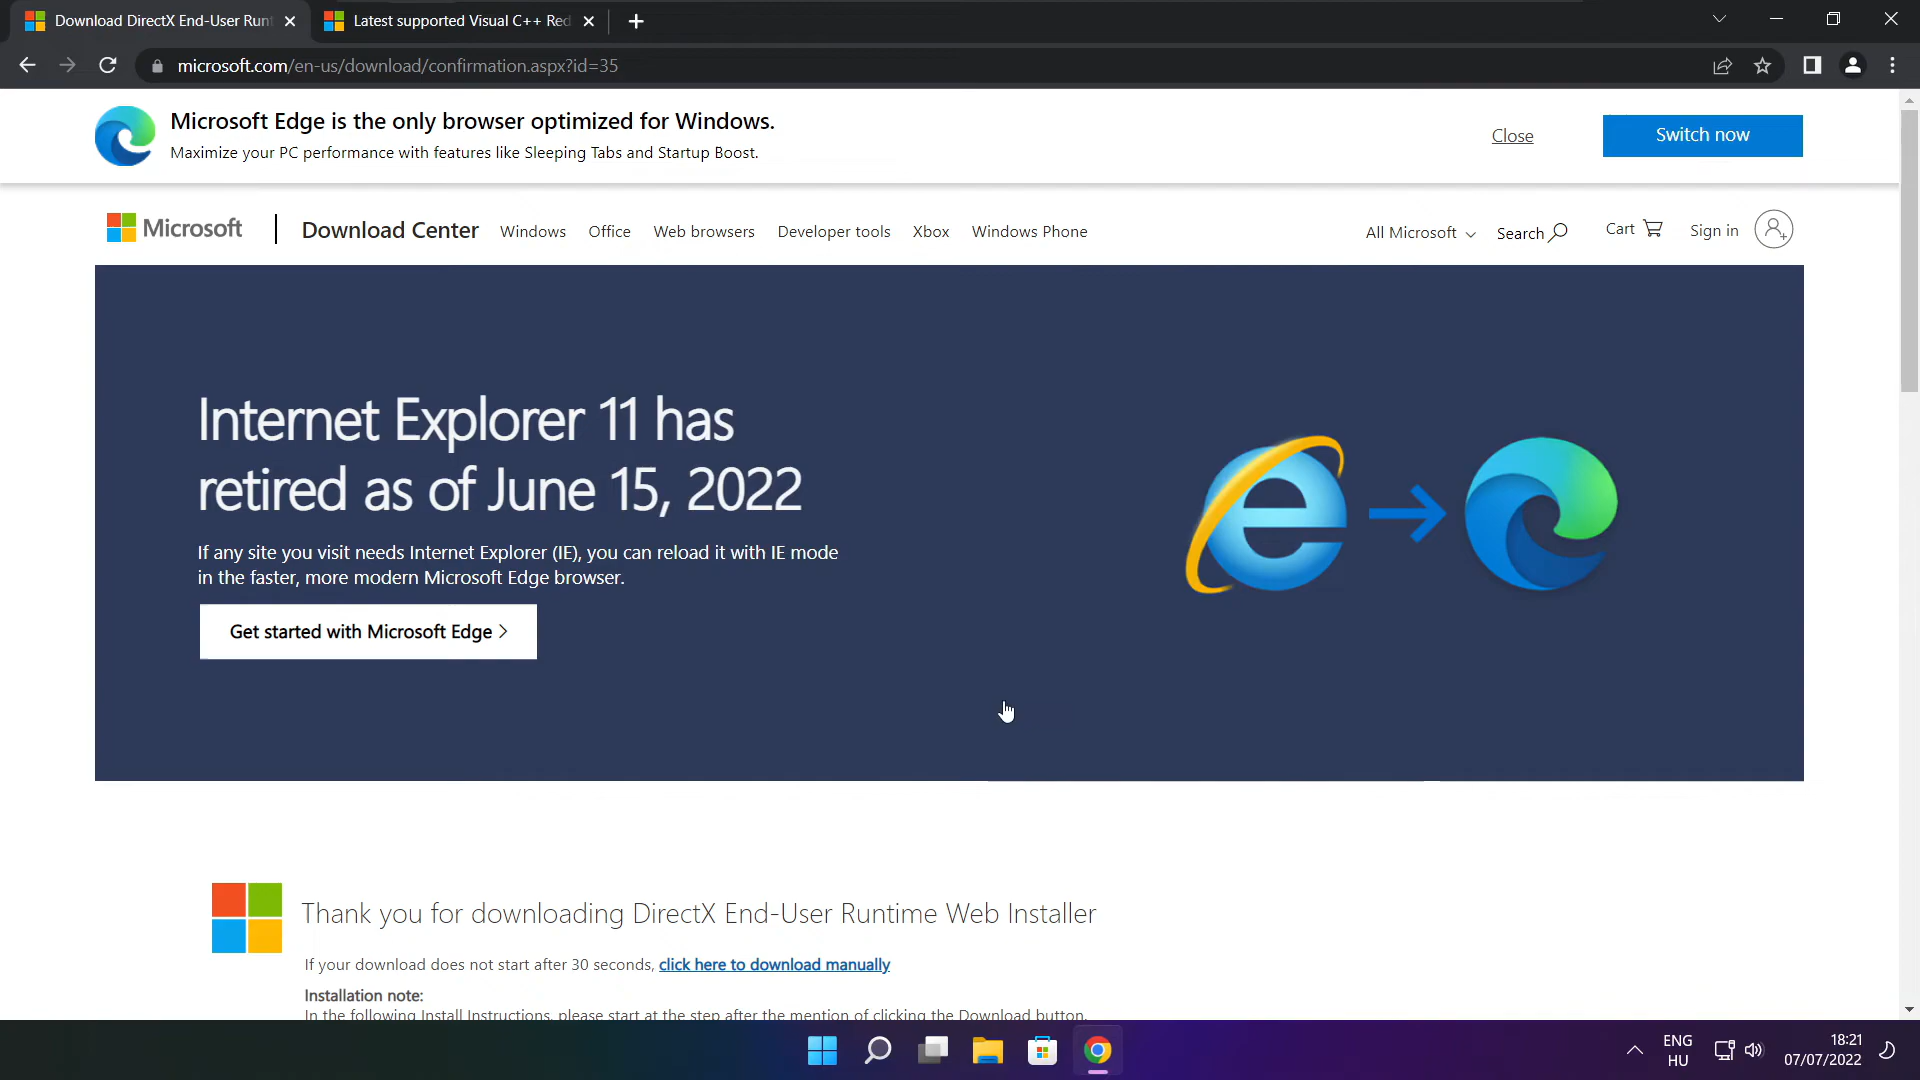 Download DirectX End-User Runt
Latest supported Visual C++ Red
microsoft.com/en-us/download/confirmation.aspx?id=35
Microsoft Edge is the only browser optimized for Windows.
Maximize your PC performance with features like Sleeping Tabs and Startup Boost.
Close
Switch now
Microsoft
Download Center
Windows
Office
Web browsers
Developer tools
Xbox
Windows Phone
All Microsoft
Search
Cart
Sign in
Internet Explorer 11 has
retired as of June 15, 2022
If any site you visit needs Internet Explorer (IE), you can reload it with IE mode
in the faster, more modern Microsoft Edge browser.
Get started with Microsoft Edge >
Thank you for downloading DirectX End-User Runtime Web Installer
If your download does not start after 30 seconds, click here to download manually
Installation note:
In the following Install Instructions, please start at the step after the mention of clicking the Download button.
ENG
HU
18:21
07/07/2022